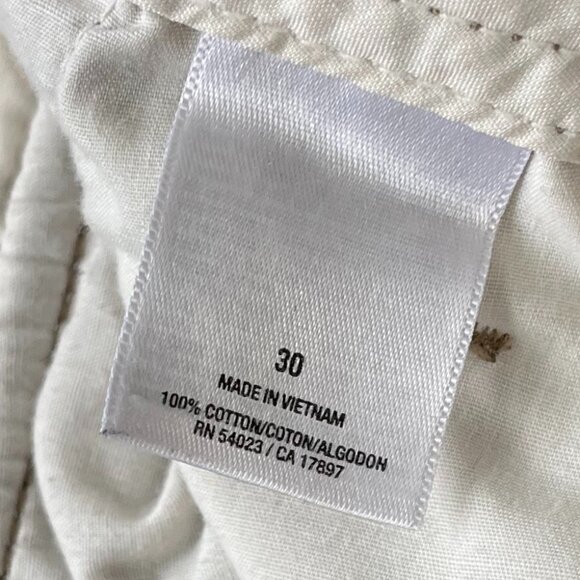 30
MADE IN VIETNAM
100% COTTON/COTON/ALGODON
RN 54023 / CA 17897